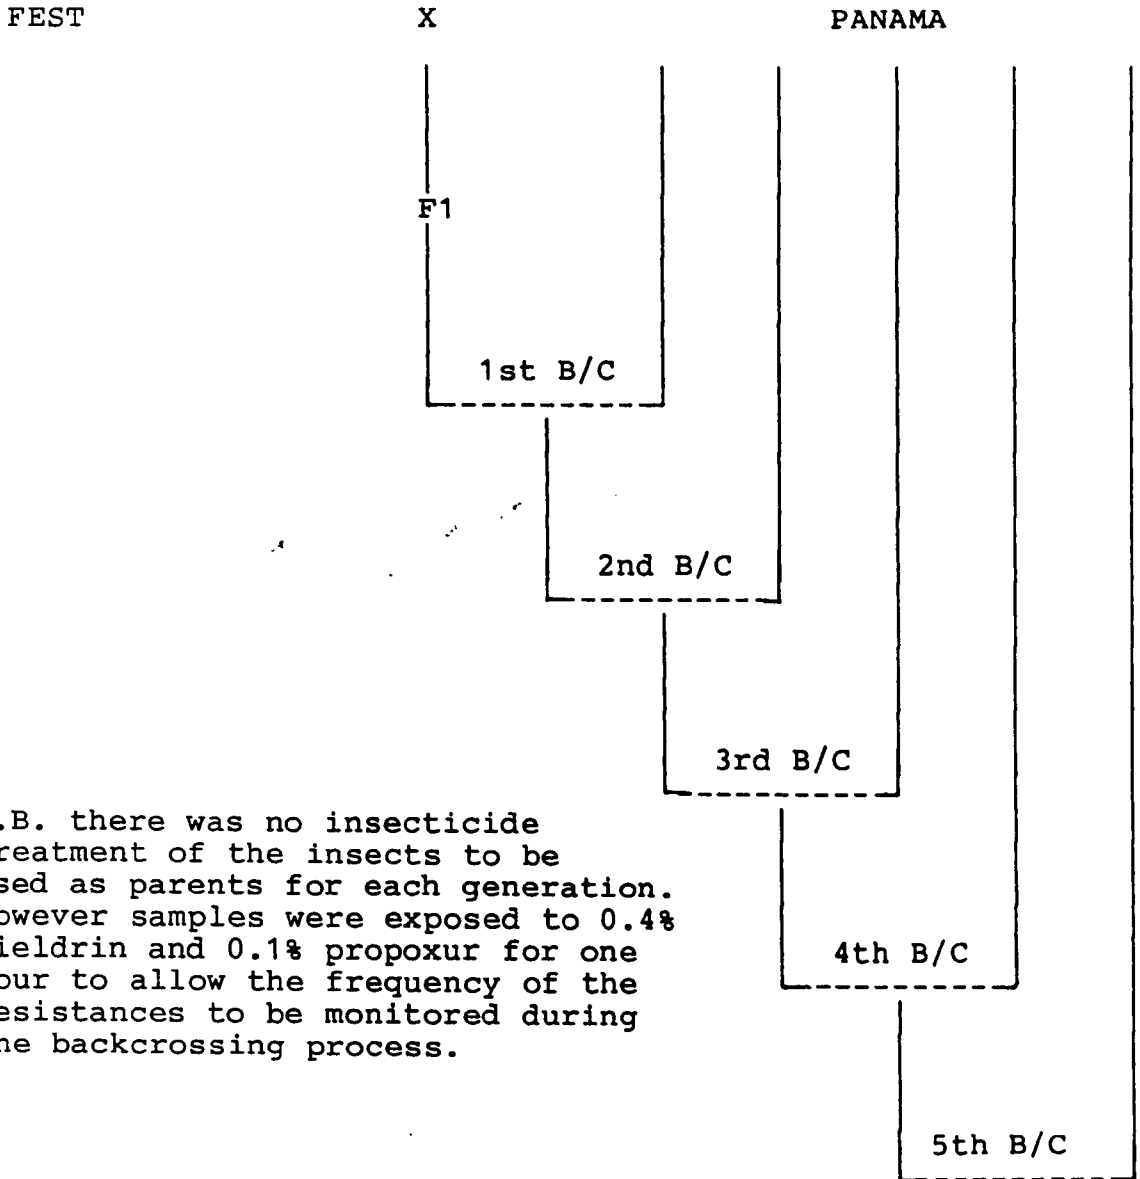 FEST X PANAMA
F1
1st B/C
2nd B/C
3rd B/C
.B. there was no insecticide
reatment of the insects to be
sed as parents for each generation.
owever samples were exposed to 0.4%
ieldrin and 0.1% propoxur for one
our to allow the frequency of the
esistances to be monitored during
he backcrossing process.
4th B/C
5th B/C